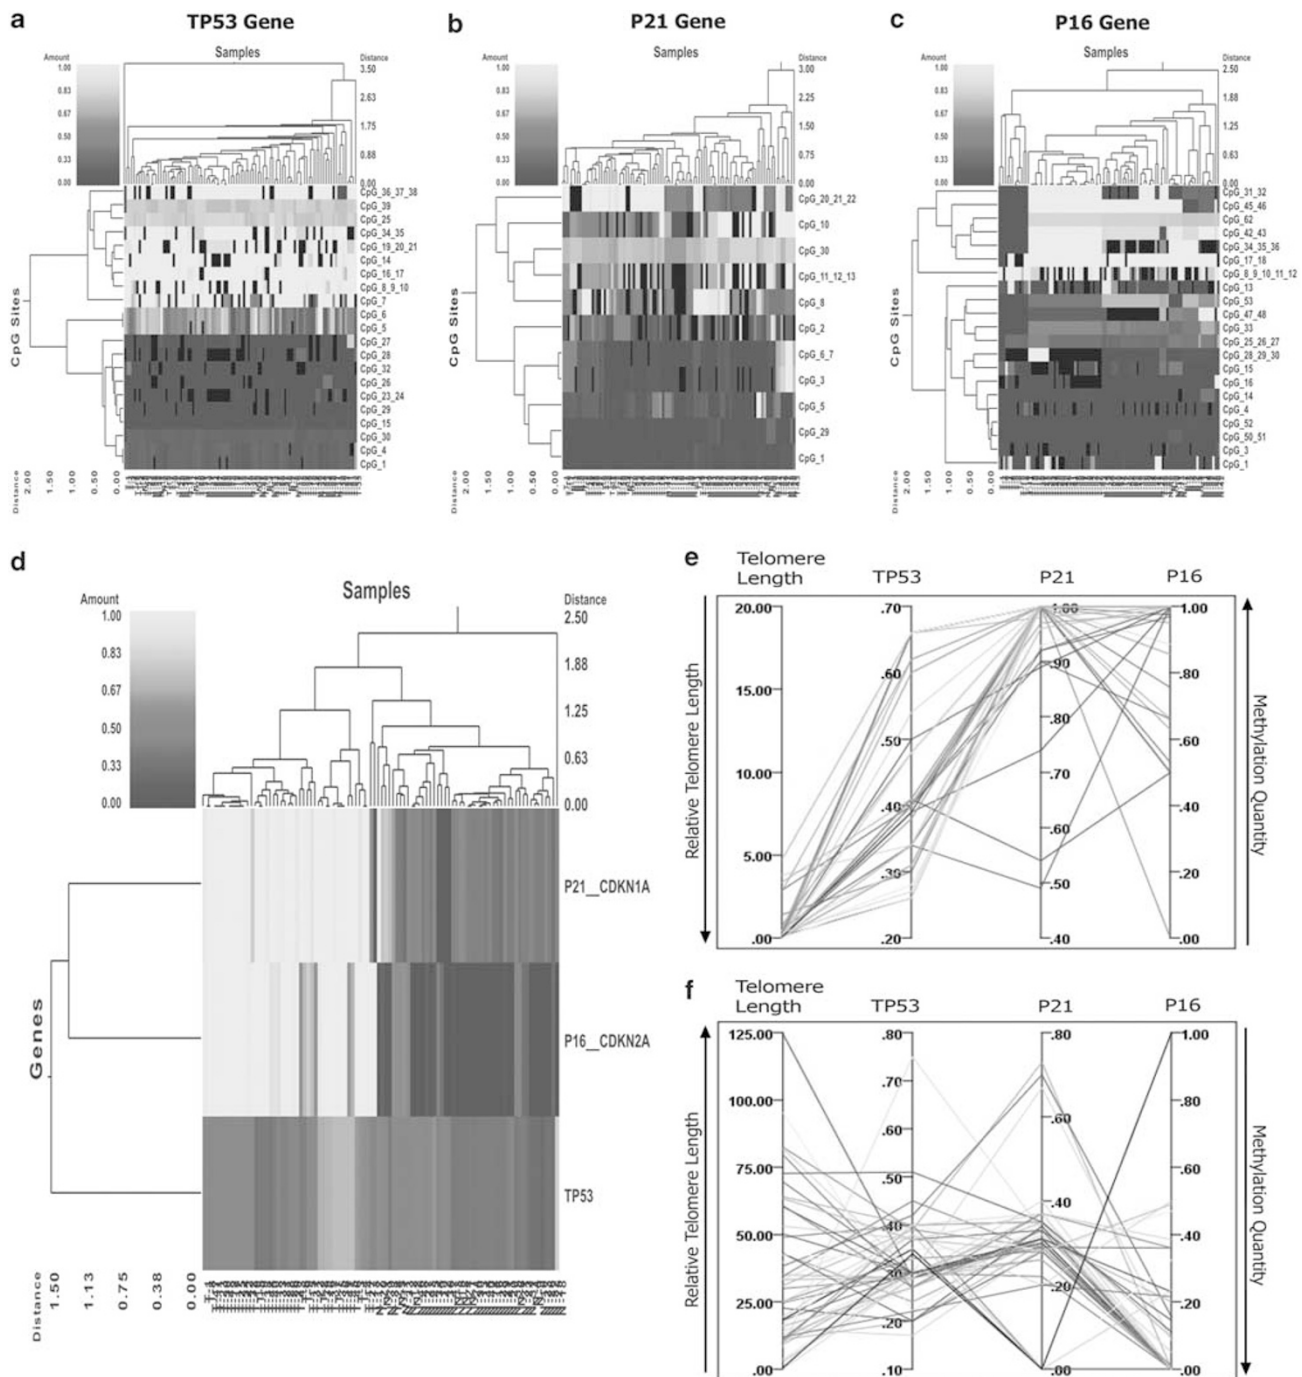 a
TP53 Gene
Samples
Amount
Distance
1.00
0.83
0.67
0.50
0.33
0.00
3.50
2.63
1.75
0.88
0.00
CpG_36_37_38
CpG_39
CpG_25
CpG_34_35
CpG_19_20_21
CpG_14
CpG_16_17
CpG_8_9_10
CpG_7
CpG_6
CpG_5
CpG_27
CpG_28
CpG_32
CpG_26
CpG_23_24
CpG_29
CpG_15
CpG_30
CpG_4
CpG_1
CpG Sites
Distance
2.00
1.50
1.00
0.50
0.00
b
P21 Gene
Samples
Amount
Distance
1.00
0.83
0.67
0.50
0.33
0.00
3.00
2.25
1.50
0.75
0.00
CpG_20_21_22
CpG_10
CpG_30
CpG_11_12_13
CpG_8
CpG_2
CpG_6_7
CpG_3
CpG_5
CpG_29
CpG_1
CpG Sites
Distance
2.00
1.50
1.00
0.50
0.00
c
P16 Gene
Samples
Amount
Distance
1.00
0.83
0.67
0.50
0.33
0.00
2.50
1.88
1.25
0.63
0.00
CpG_31_32
CpG_45_46
CpG_62
CpG_42_43
CpG_34_35_36
CpG_17_18
CpG_8_9_10_11_12
CpG_13
CpG_53
CpG_47_48
CpG_33
CpG_25_26_27
CpG_28_29_30
CpG_15
CpG_16
CpG_14
CpG_4
CpG_52
CpG_50_51
CpG_3
CpG_1
CpG Sites
Distance
2.00
1.50
1.00
0.50
0.00
d
Samples
Amount
Distance
1.00
0.83
0.67
0.50
0.33
0.00
2.50
1.88
1.25
0.63
0.00
P21__CDKN1A
P16__CDKN2A
TP53
Genes
Distance
1.50
1.13
0.75
0.38
0.00
e
Telomere
Length
TP53
P21
P16
Relative Telomere Length
20.00
15.00
10.00
5.00
.00
.70
.60
.50
.40
.30
.20
1.00
.90
.80
.70
.60
.50
.40
1.00
.80
.60
.40
.20
.00
Methylation Quantity
f
Telomere
Length
TP53
P21
P16
Relative Telomere Length
125.00
100.00
75.00
50.00
25.00
.00
.80
.70
.60
.50
.40
.30
.20
.10
.80
.60
.40
.20
.00
1.00
.80
.60
.40
.20
.00
Methylation Quantity